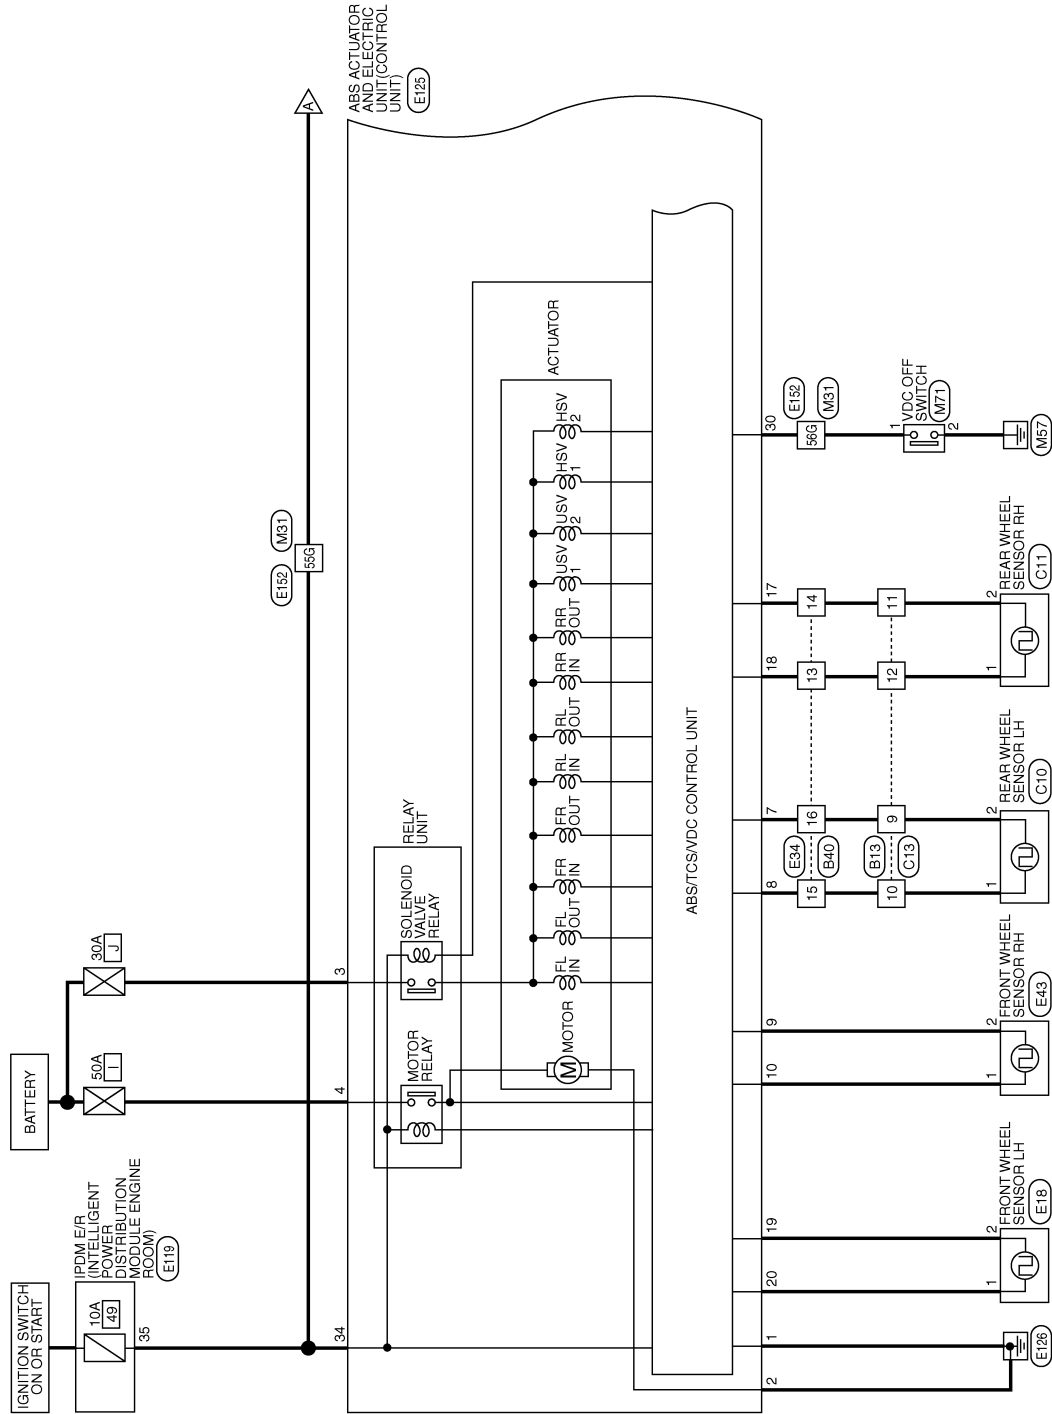 IGNITION SWITCH
ON OR START
10A
49
IPDM E/R
(INTELLIGENT
POWER
DISTRIBUTION
MODULE ENGINE
ROOM)
E119
35
BATTERY
50A
I
30A
J
E152
M31
55G
A
34
4
3
ABS ACTUATOR
AND ELECTRIC
UNIT(CONTROL
UNIT)
E125
MOTOR
RELAY
SOLENOID
VALVE
RELAY
RELAY
UNIT
M
MOTOR
FL
IN
FL
OUT
FR
IN
FR
OUT
RL
IN
RL
OUT
RR
IN
RR
OUT
USV
1
USV
2
HSV
1
HSV
2
ACTUATOR
ABS/TCS/VDC CONTROL UNIT
2
1
20
19
10
9
8
7
18
17
30
15
E34
B40
16
13
14
10
B13
C13
9
12
11
E152
M31
56G
1
VDC OFF
SWITCH
M71
2
M57
E126
1
2
FRONT WHEEL
SENSOR LH
E18
1
2
FRONT WHEEL
SENSOR RH
E43
1
2
REAR WHEEL
SENSOR LH
C10
1
2
REAR WHEEL
SENSOR RH
C11